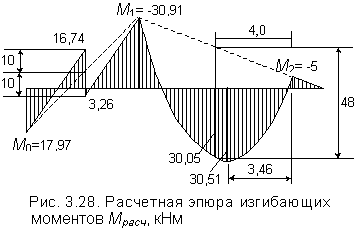 M₁= -30,91
16,74
4,0
10
10
M₂= -5
3,26
48
M₀=17,97
30,05
30,51
3,46
Рис. 3.28. Расчетная эпюра изгибающих
моментов Mрасч, кНм